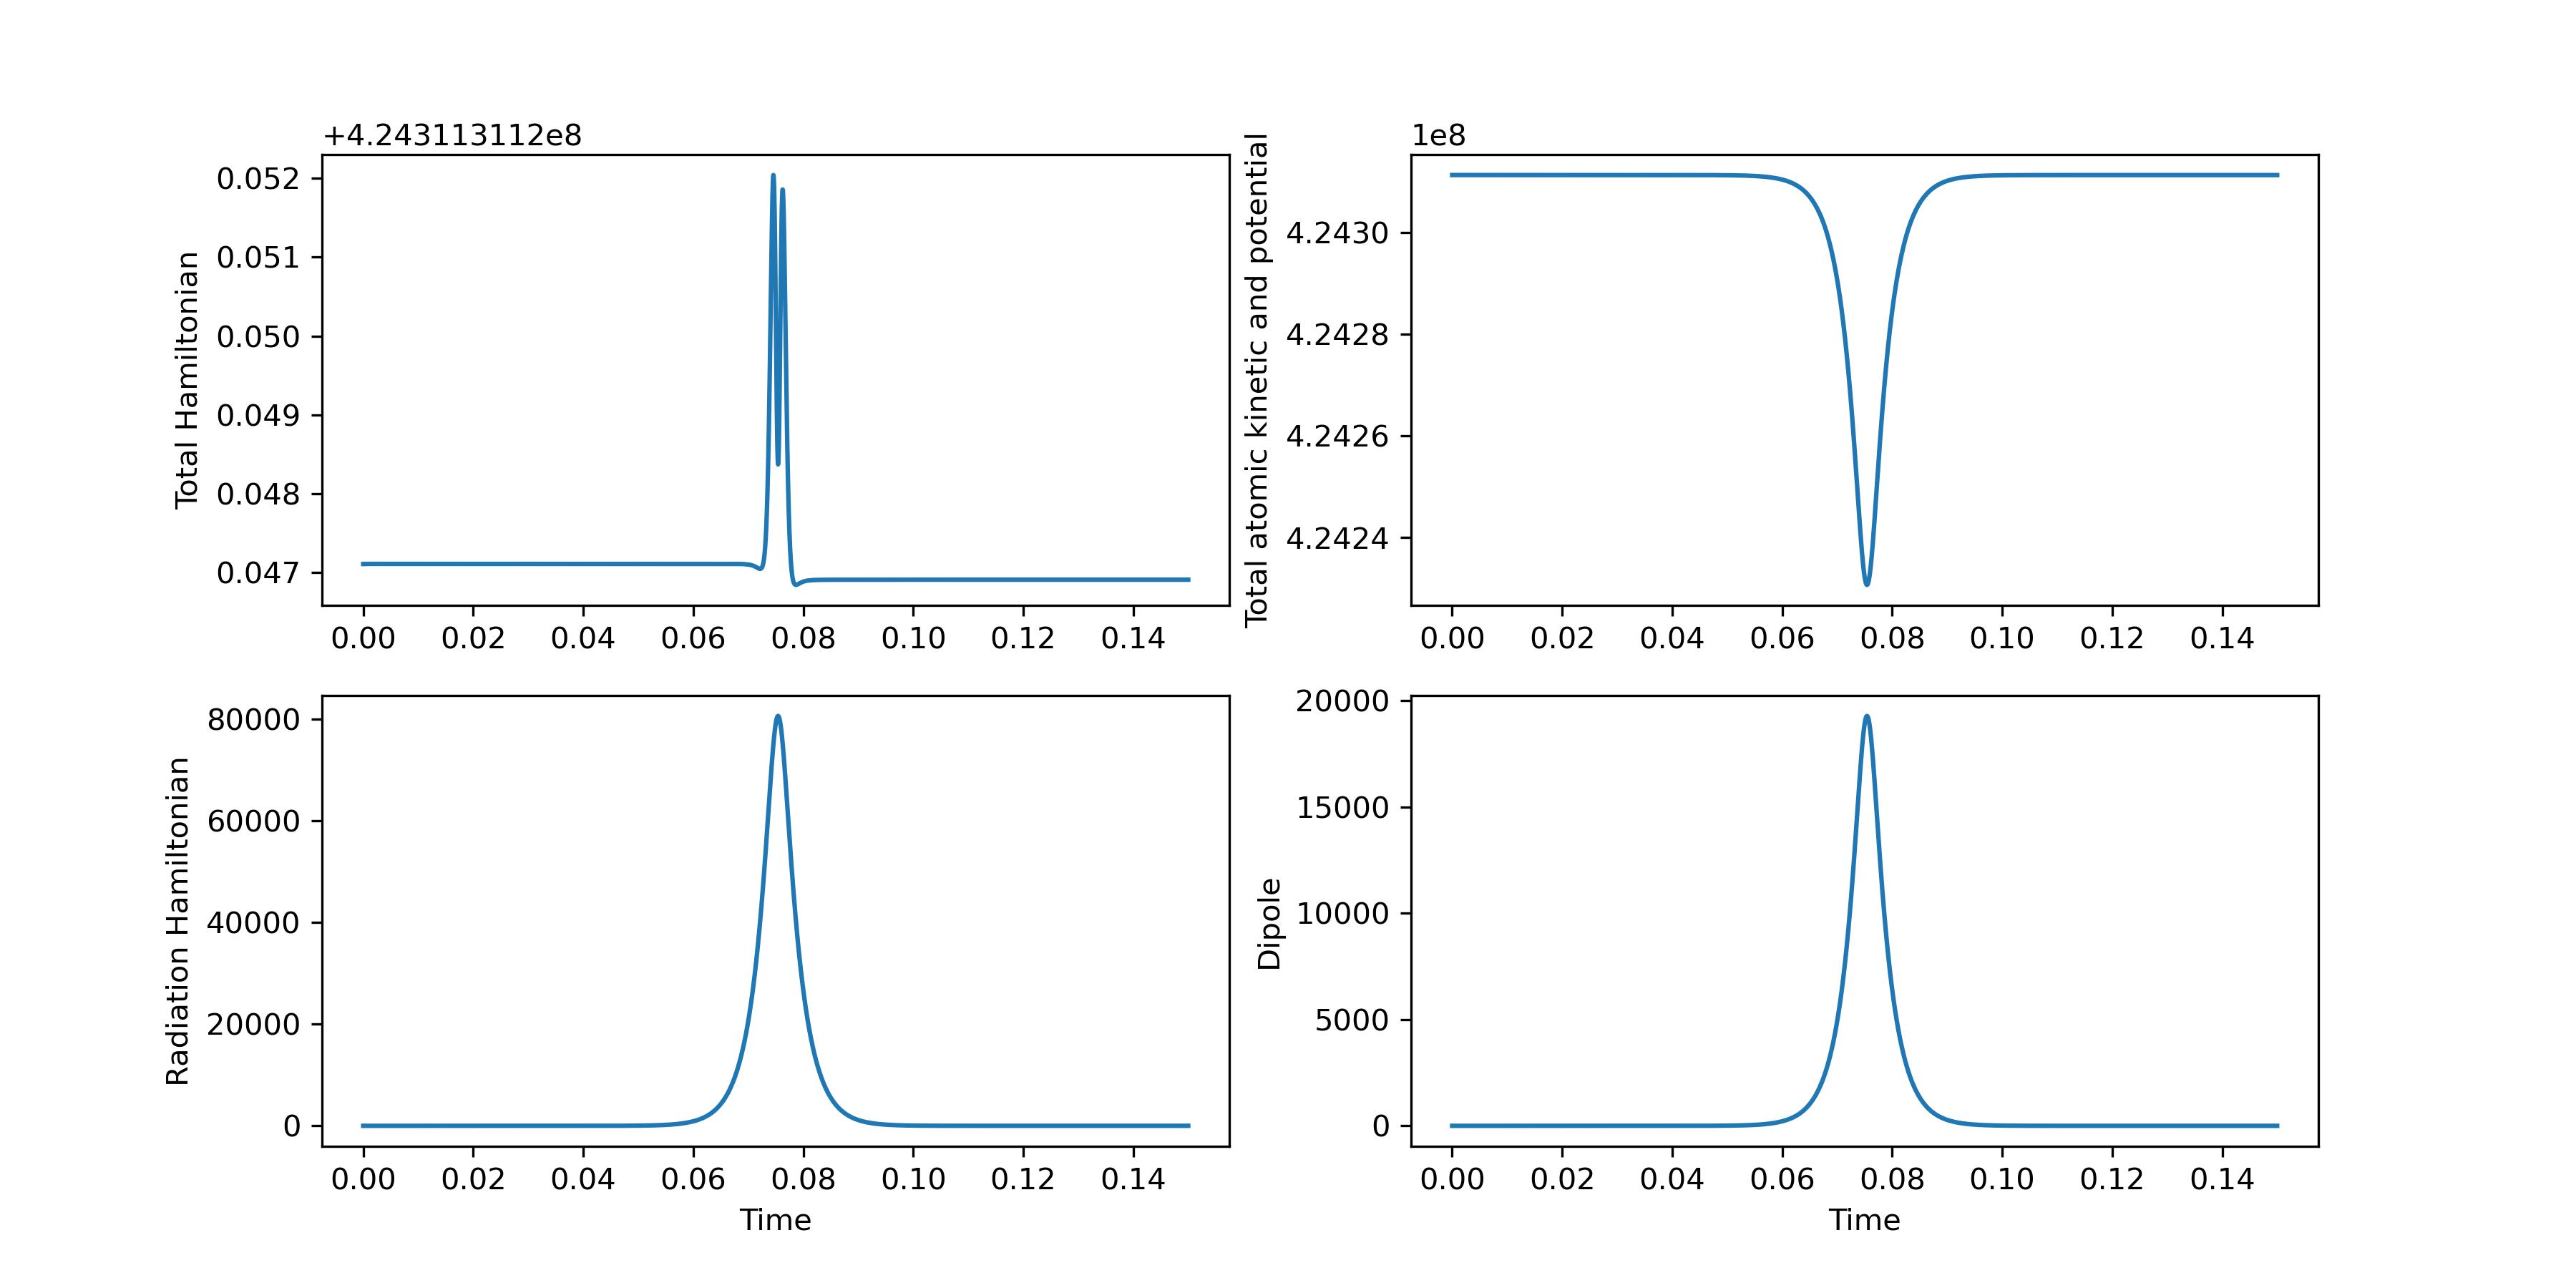 +4.243113112e8
0.052
0.051
0.050
0.049
0.048
0.047
Total Hamiltonian
0.00 0.02 0.04 0.06 0.08 0.10 0.12 0.14
1e8
4.2430
4.2428
4.2426
4.2424
Total atomic kinetic and potential
0.00 0.02 0.04 0.06 0.08 0.10 0.12 0.14
80000
60000
40000
20000
0
Radiation Hamiltonian
0.00 0.02 0.04 0.06 0.08 0.10 0.12 0.14
Time
20000
15000
10000
5000
0
Dipole
0.00 0.02 0.04 0.06 0.08 0.10 0.12 0.14
Time